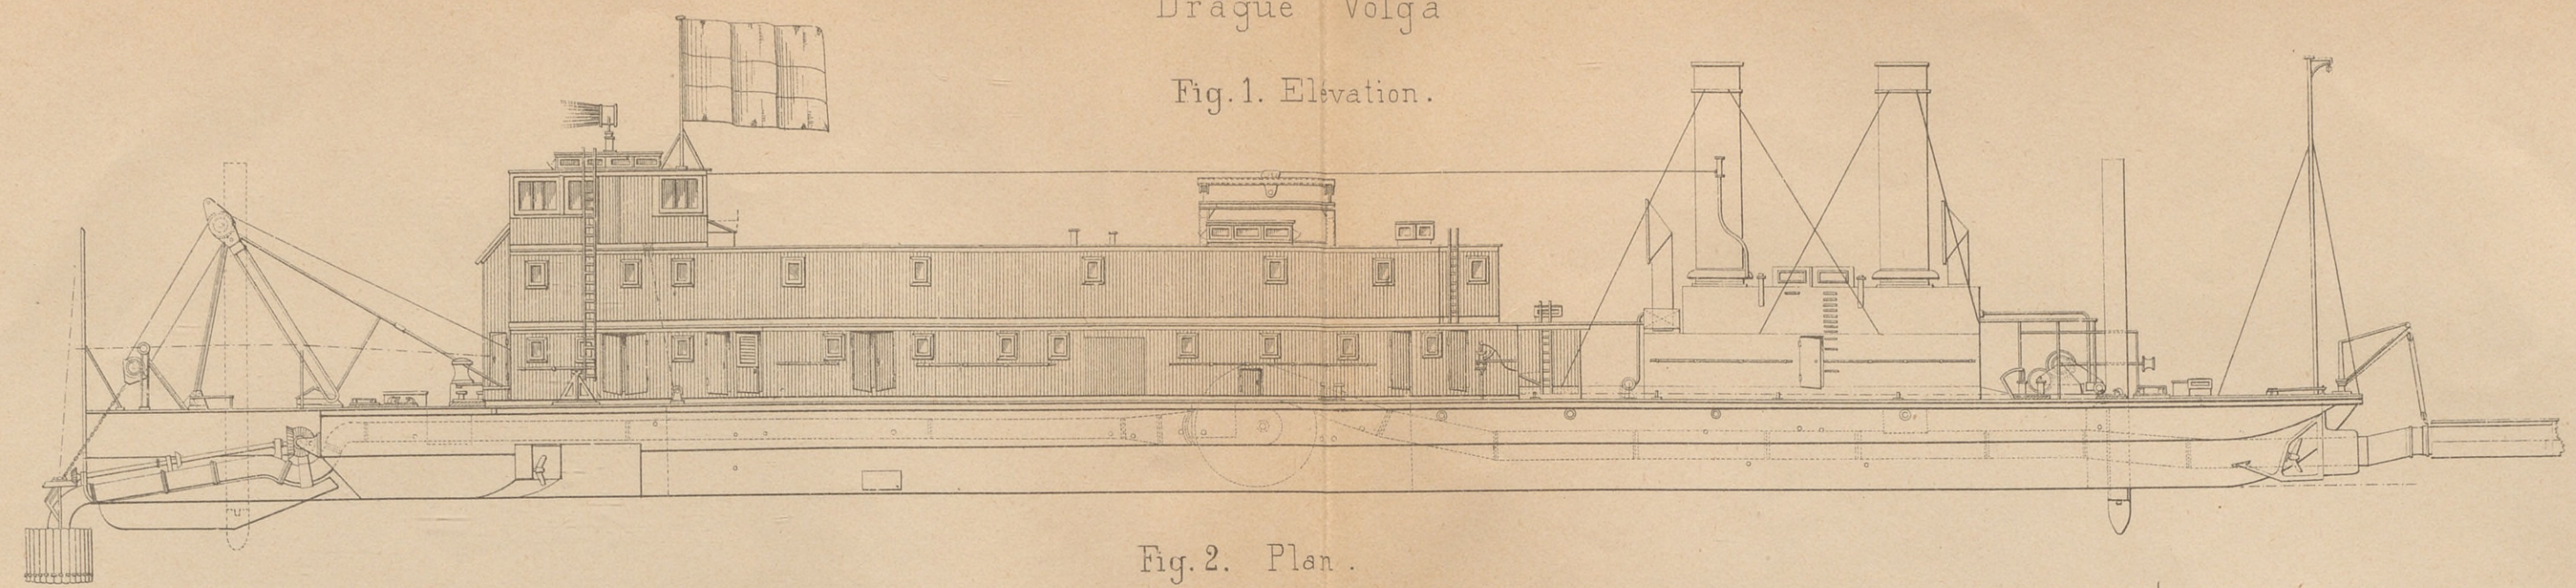 Drague Volga
Fig. 1. Elévation.
Fig. 2. Plan.